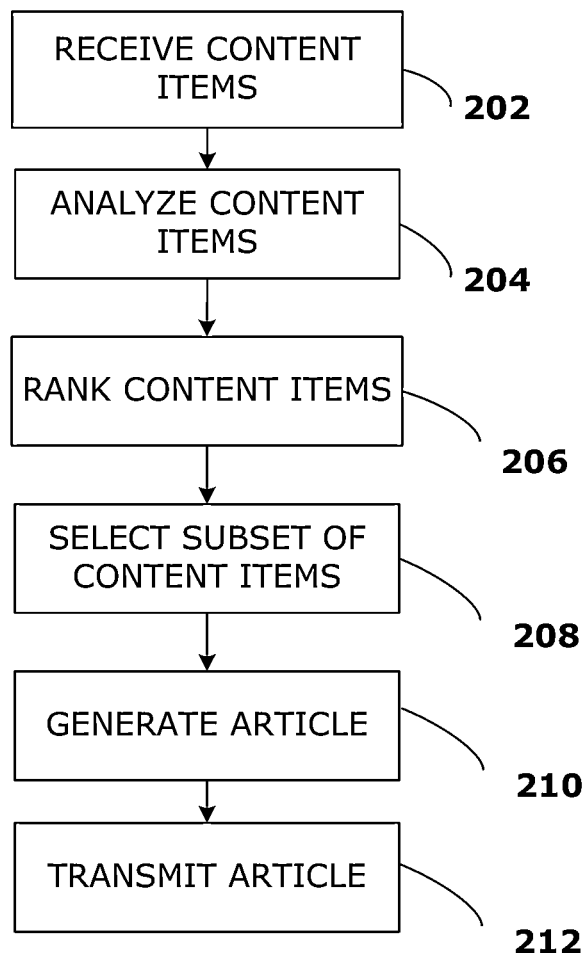 RECEIVE CONTENT
ITEMS
202
ANALYZE CONTENT
ITEMS
204
RANK CONTENT ITEMS
206
SELECT SUBSET OF
CONTENT ITEMS
208
GENERATE ARTICLE
210
TRANSMIT ARTICLE
212